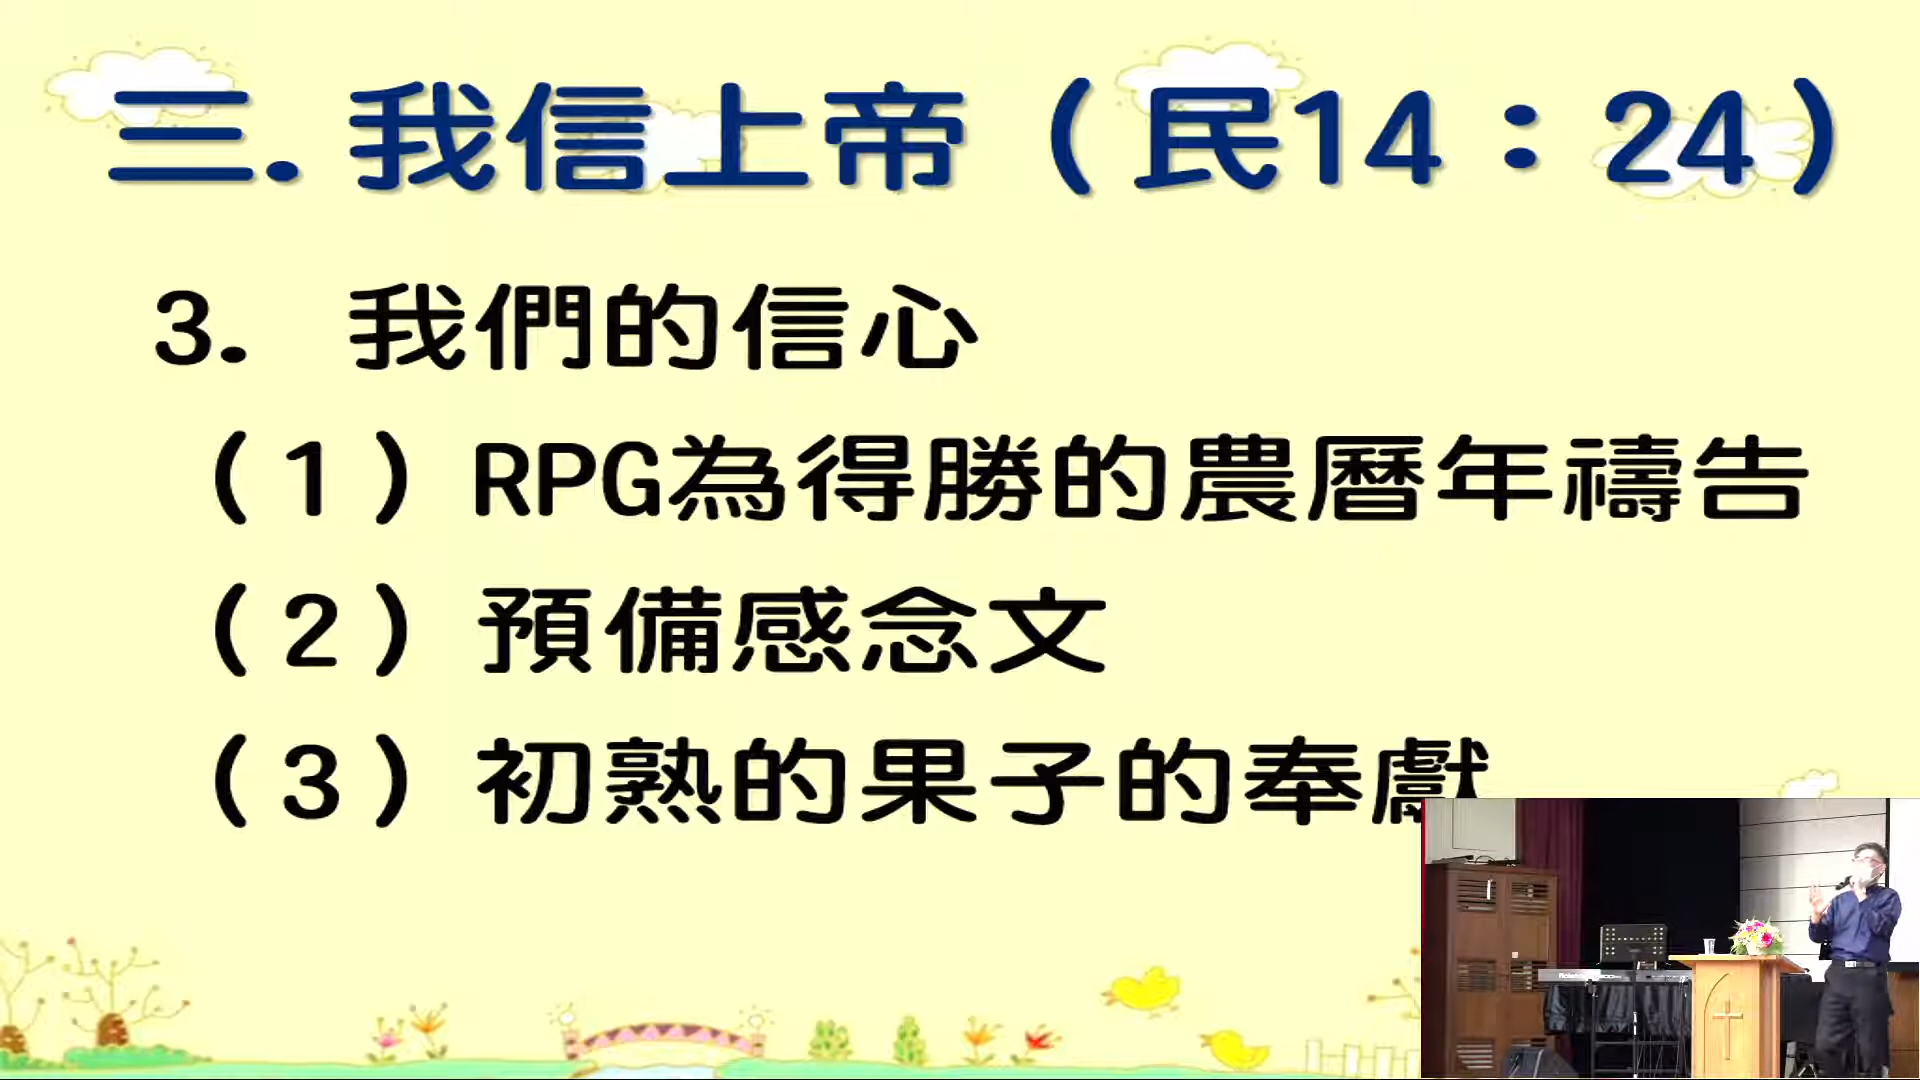 三.我信上帝（民14：24）
3. 我們的信心
（1）RPG為得勝的農曆年禱告
（2）預備感念文
（3）初熟的果子的奉獻